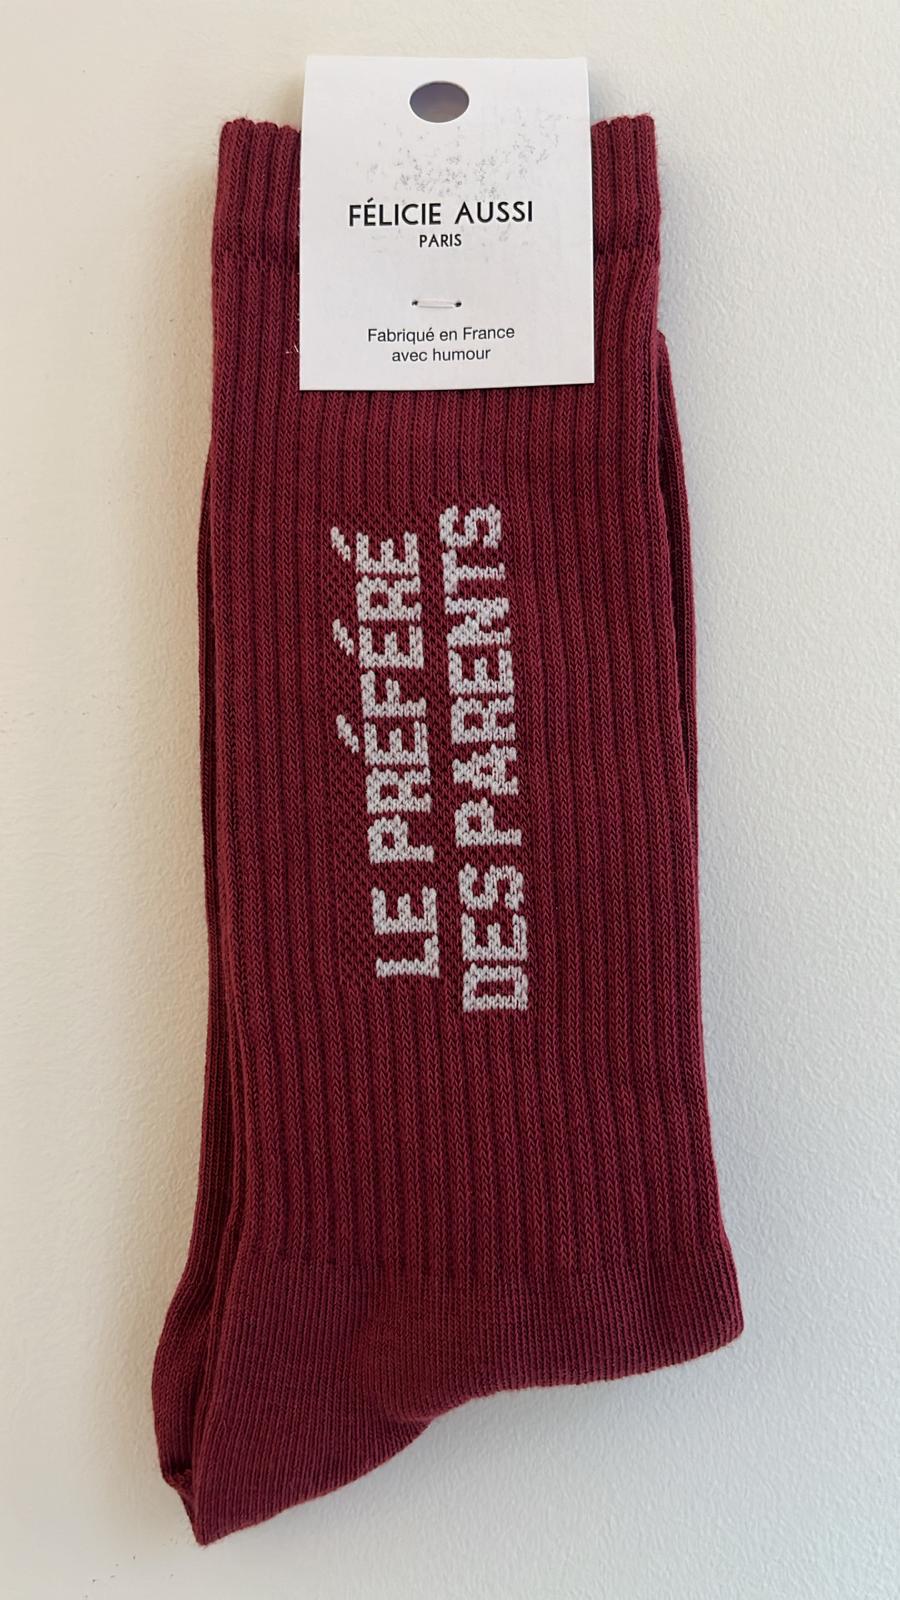 FÉLICIE AUSSI
PARIS
Fabriqué en France
avec humour
LE PRÉFÉRÉ
DES PARENTS